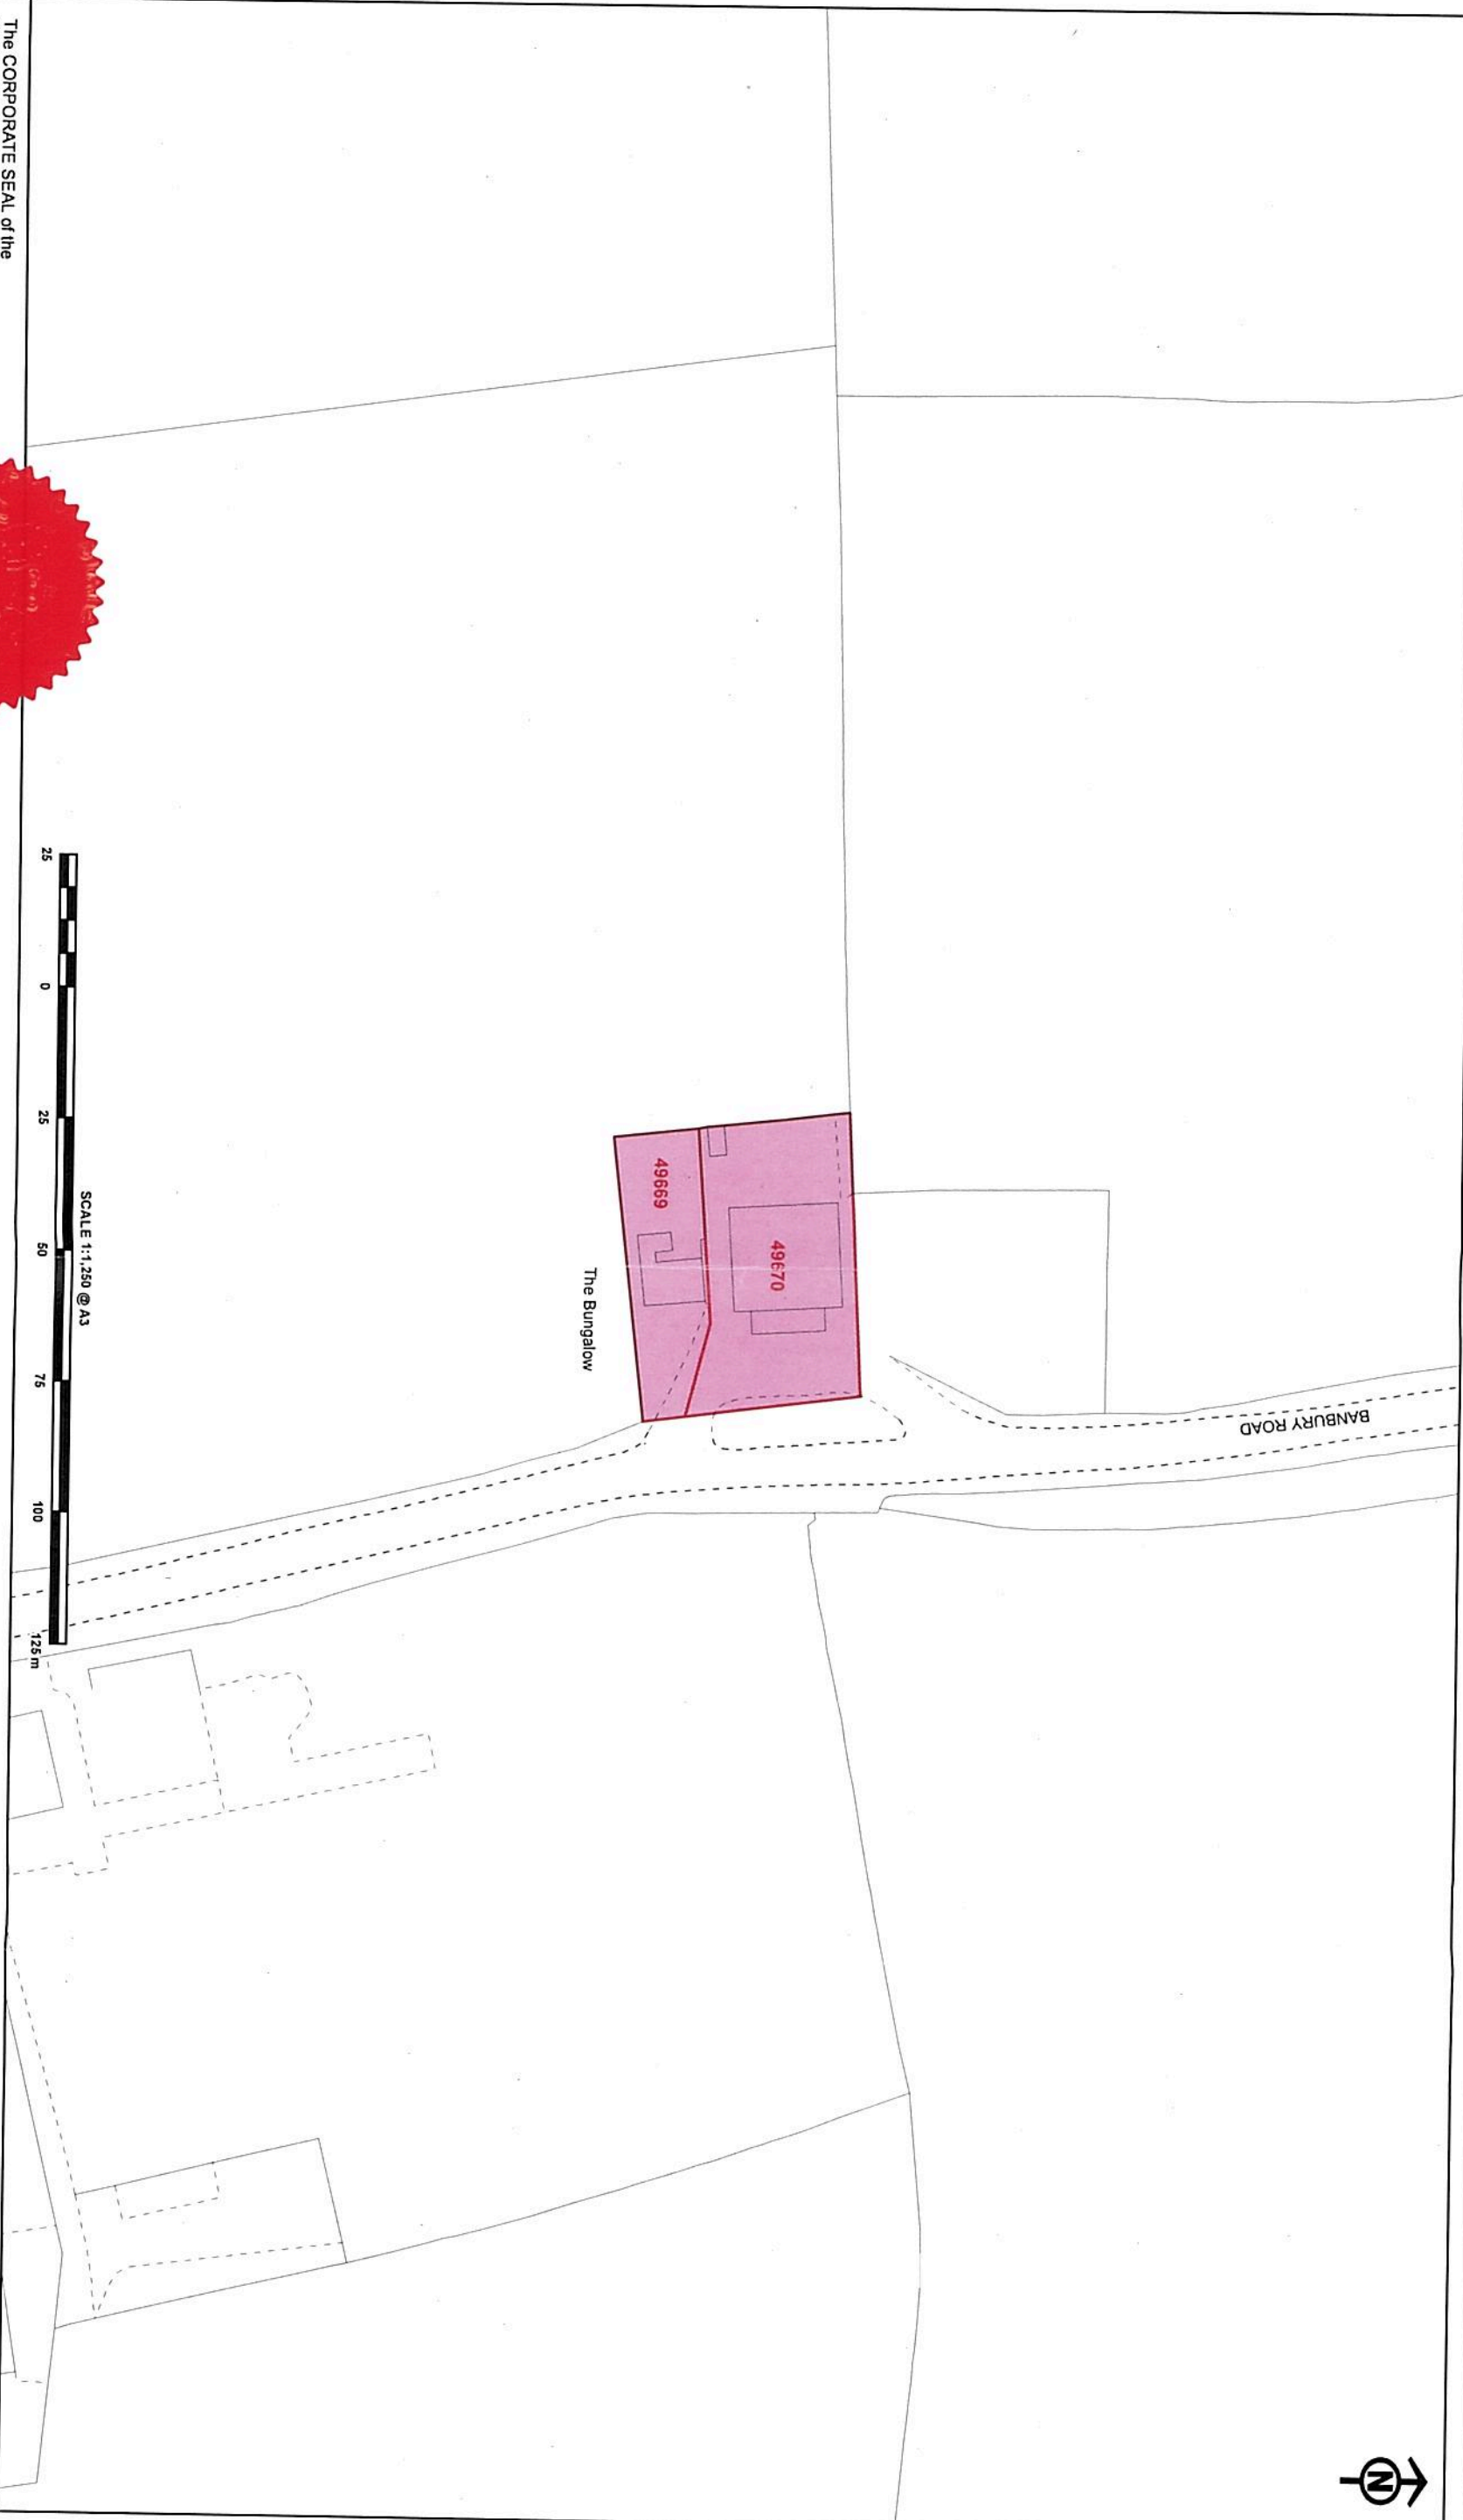 BANBURY ROAD
49670
49669
The Bungalow
SCALE 1:1,250 @ A3
25 0 25 50 75 100 125 m
The CORPORATE SEAL of the
N